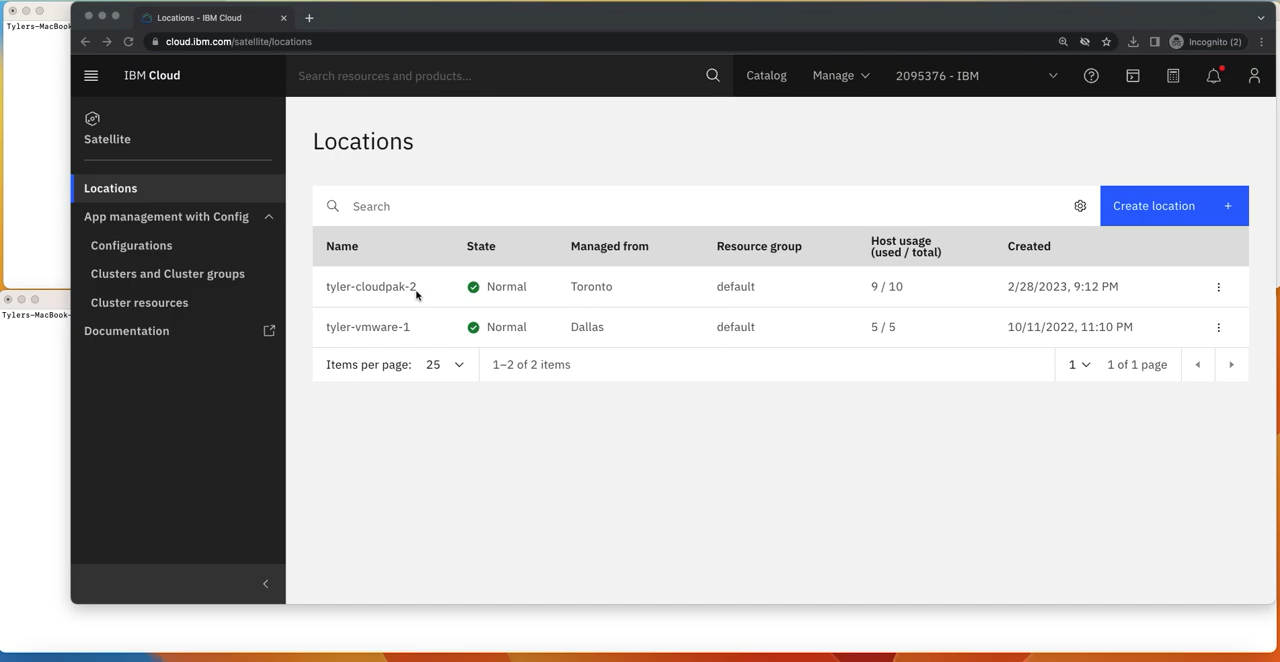 Tylers-MacBook-
Tylers-MacBook-
Locations - IBM Cloud
cloud.ibm.com/satellite/locations
Incognito (2)
IBM Cloud
Search resources and products...
Catalog
Manage
2095376 - IBM
Satellite
Locations
App management with Config
Configurations
Clusters and Cluster groups
Cluster resources
Documentation
Locations
Search
Create location +
Name State Managed from Resource group Host usage (used / total) Created
tyler-cloudpak-2 Normal Toronto default 9 / 10 2/28/2023, 9:12 PM
tyler-vmware-1 Normal Dallas default 5 / 5 10/11/2022, 11:10 PM
Items per page: 25 1–2 of 2 items 1 1 of 1 page